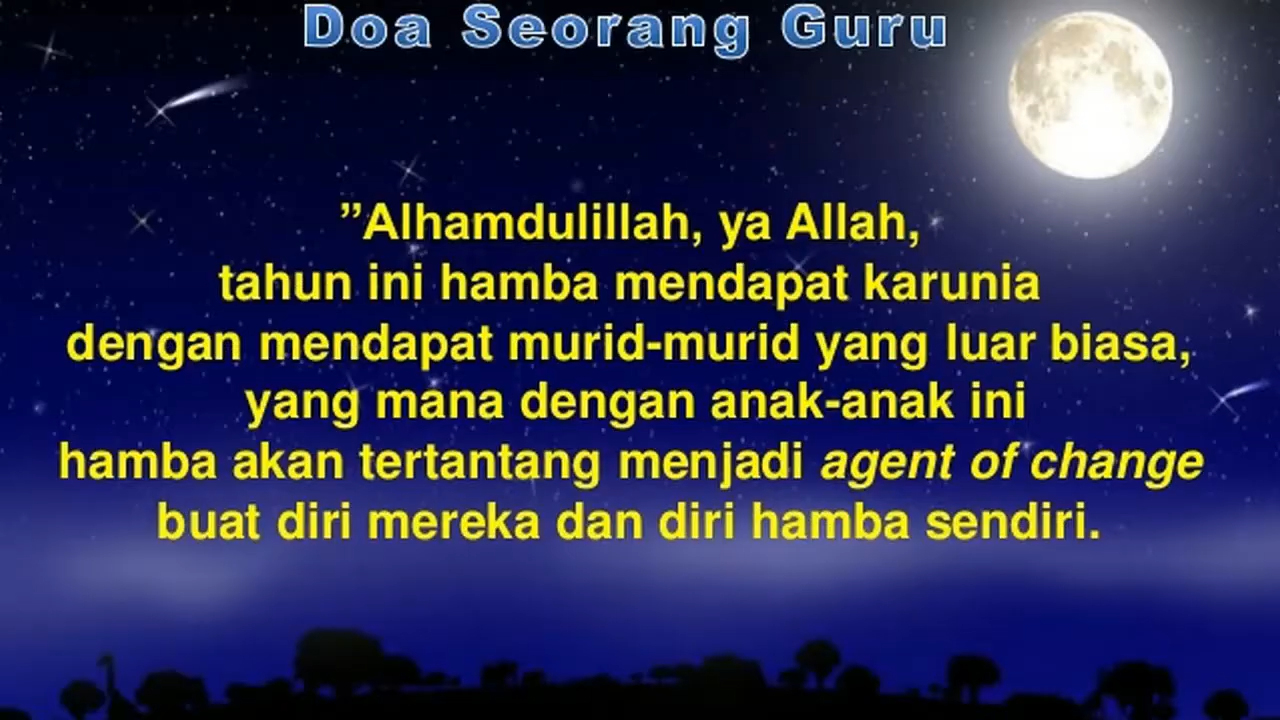 Doa Seorang Guru
”Alhamdulillah, ya Allah,
tahun ini hamba mendapat karunia
dengan mendapat murid-murid yang luar biasa,
yang mana dengan anak-anak ini
hamba akan tertantang menjadi agent of change
buat diri mereka dan diri hamba sendiri.